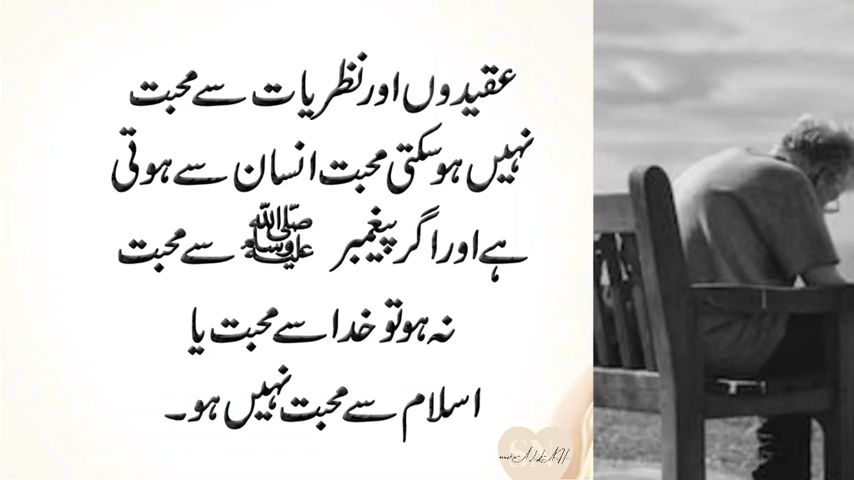 عقیدوں اور نظریات سے محبت
نہیں ہو سکتی محبت انسان سے ہوتی
ہے اور اگر پیغمبر ﷺ سے محبت
نہ ہو تو خدا سے محبت یا
اسلام سے محبت نہیں ہو۔
SN